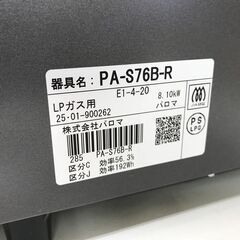 器具名: PA-S76B-R
E1-4-20 8.10kW
LPガス用 パロマ
25·01-900262
株式会社パロマ
285 PA-S76B-R
区分C 効率56.3%
区分J 効率192Wh
PS
LPG